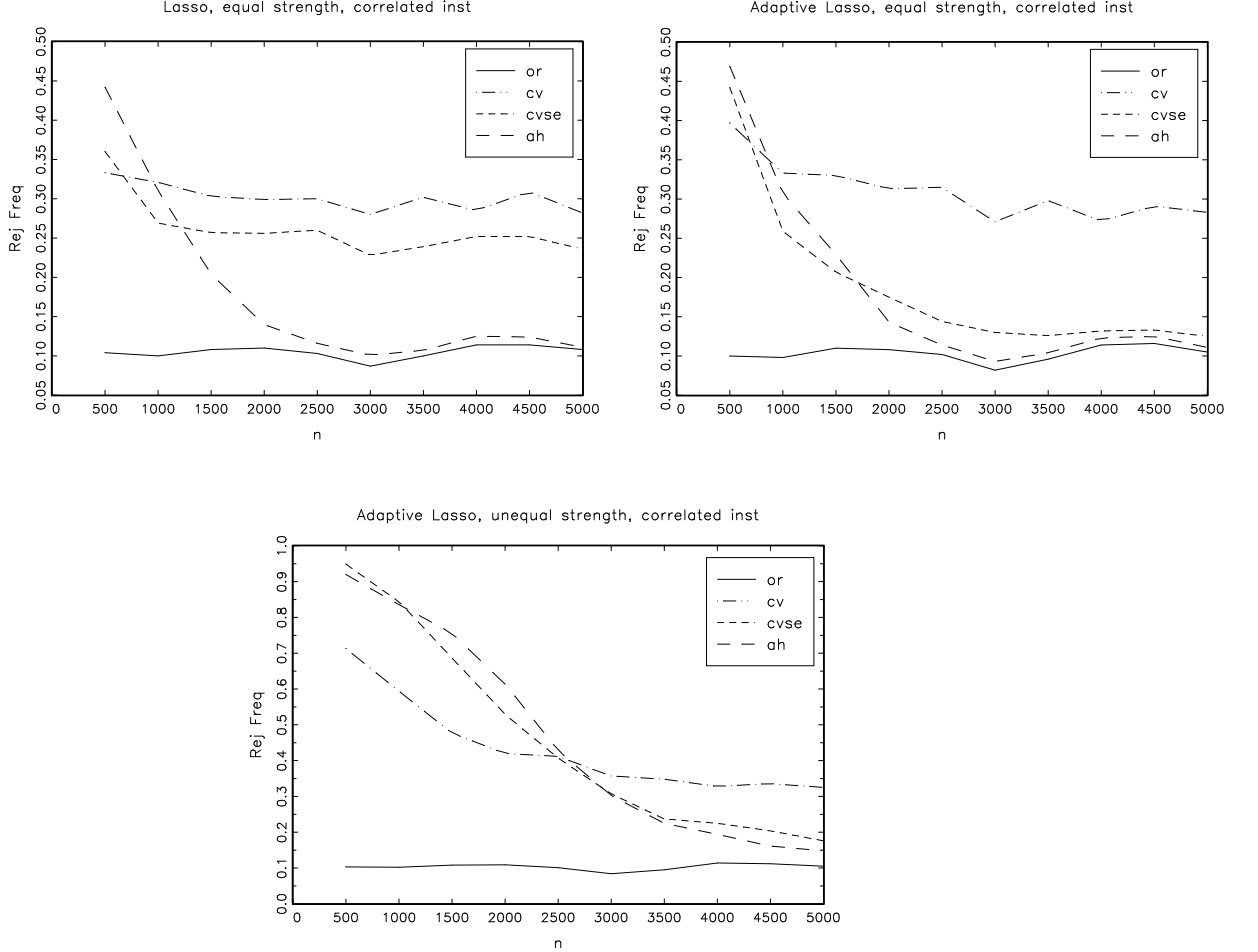 Lasso, equal strength, correlated inst
Rej Freq
0.50
0.45
0.40
0.35
0.30
0.25
0.20
0.15
0.10
0.05
or
cv
cvse
ah
0 500 1000 1500 2000 2500 3000 3500 4000 4500 5000
n
Adaptive Lasso, equal strength, correlated inst
Rej Freq
0.50
0.45
0.40
0.35
0.30
0.25
0.20
0.15
0.10
0.05
or
cv
cvse
ah
0 500 1000 1500 2000 2500 3000 3500 4000 4500 5000
n
Adaptive Lasso, unequal strength, correlated inst
Rej Freq
1.0
0.9
0.8
0.7
0.6
0.5
0.4
0.3
0.2
0.1
0.0
or
cv
cvse
ah
0 500 1000 1500 2000 2500 3000 3500 4000 4500 5000
n